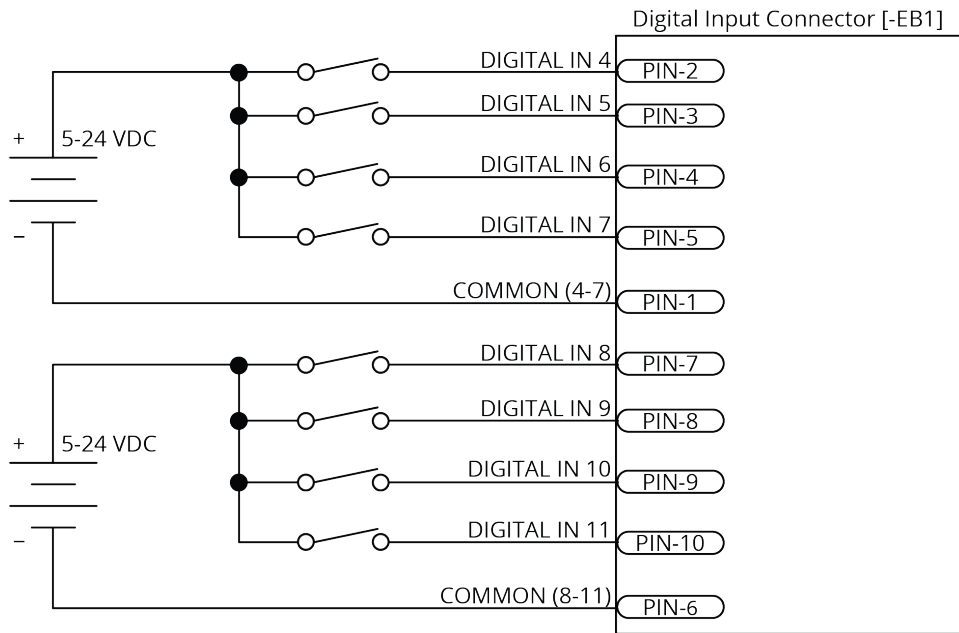 Digital Input Connector [-EB1]
DIGITAL IN 4
PIN-2
DIGITAL IN 5
PIN-3
+
5-24 VDC
DIGITAL IN 6
PIN-4
DIGITAL IN 7
PIN-5
–
COMMON (4-7)
PIN-1
DIGITAL IN 8
PIN-7
DIGITAL IN 9
PIN-8
+
5-24 VDC
DIGITAL IN 10
PIN-9
DIGITAL IN 11
PIN-10
–
COMMON (8-11)
PIN-6